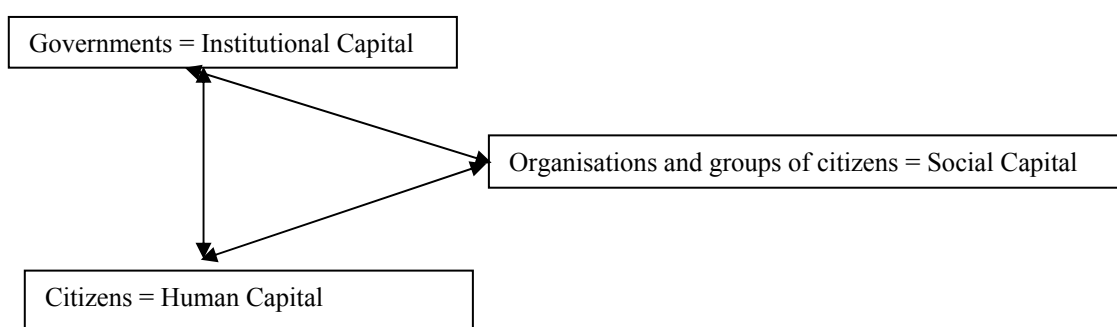 Governments = Institutional Capital
Organisations and groups of citizens = Social Capital
Citizens = Human Capital